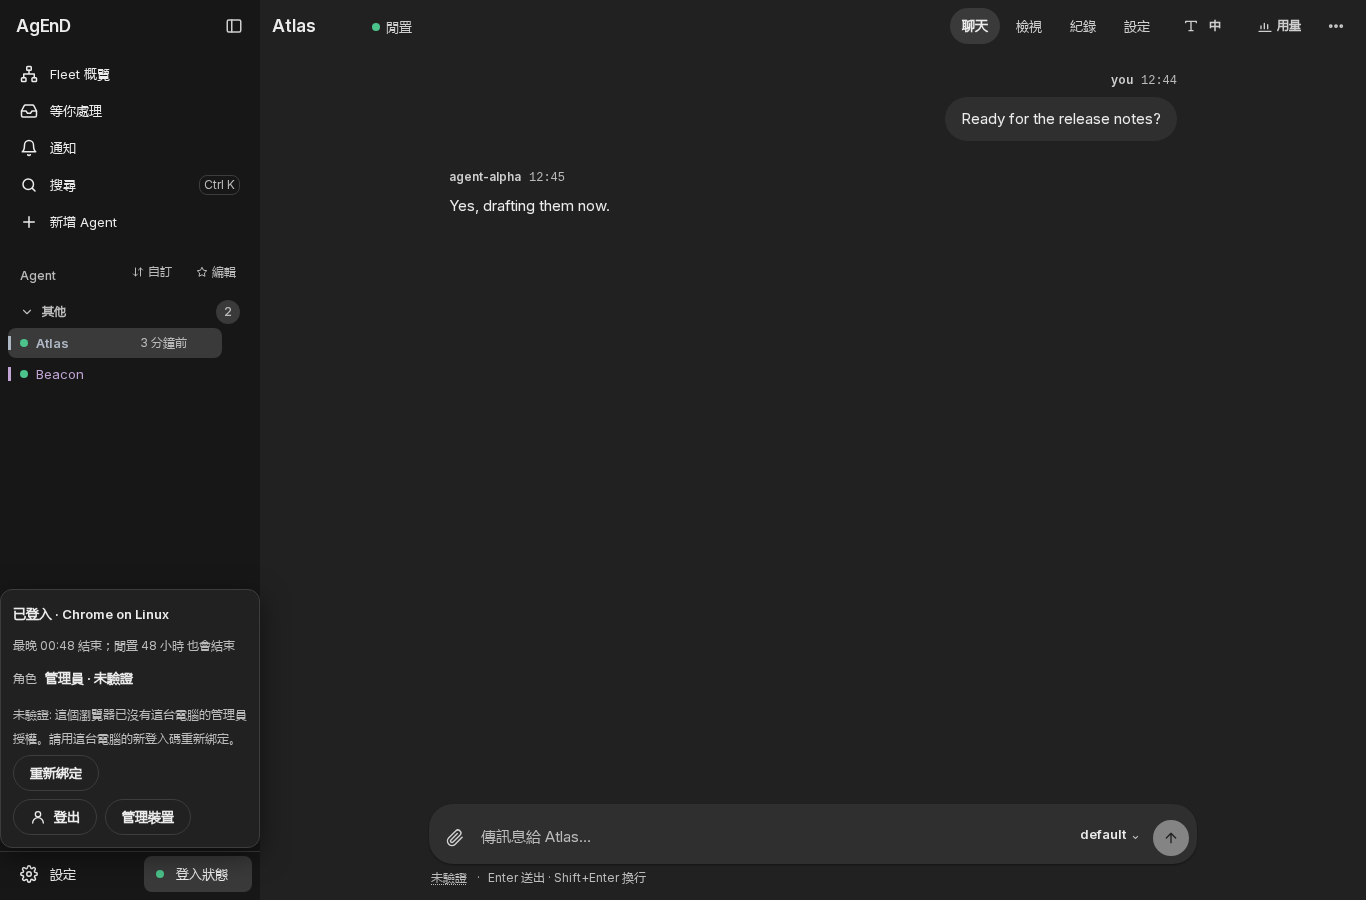 AgEnD
Fleet 概覽
等你處理
通知
搜尋 Ctrl K
新增 Agent
Agent 自訂 編輯
其他 2
Atlas 3 分鐘前
Beacon
已登入 · Chrome on Linux
最晚 00:48 結束；閒置 48 小時 也會結束
角色 管理員 · 未驗證
未驗證: 這個瀏覽器已沒有這台電腦的管理員
授權。請用這台電腦的新登入碼重新綁定。
重新綁定
登出 管理裝置
設定 登入狀態
Atlas 閒置 聊天 檢視 紀錄 設定 中 用量
you 12:44
Ready for the release notes?
agent-alpha 12:45
Yes, drafting them now.
傳訊息給 Atlas... default
未驗證 · Enter 送出 · Shift+Enter 換行